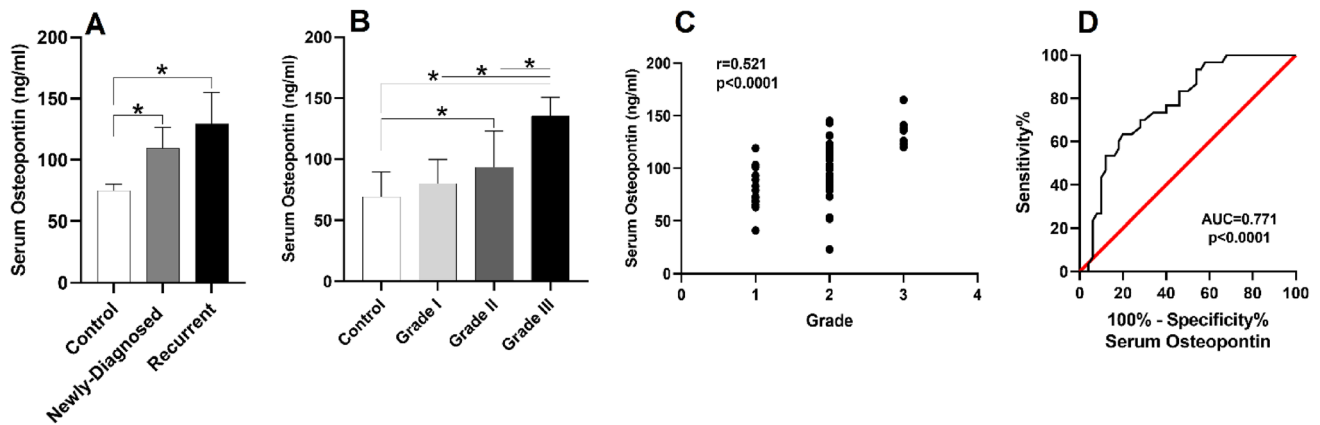 A
Serum Osteopontin (ng/ml)
200
150
100
50
0
*
*
Control
Newly-Diagnosed
Recurrent
B
Serum Osteopontin (ng/ml)
200
150
100
50
0
* * *
*
Control
Grade I
Grade II
Grade III
C
Serum Osteopontin (ng/ml)
200
150
100
50
0
r=0.521
p<0.0001
0 1 2 3 4
Grade
D
Sensitivity%
100
80
60
40
20
0
AUC=0.771
p<0.0001
0 20 40 60 80 100
100% - Specificity%
Serum Osteopontin